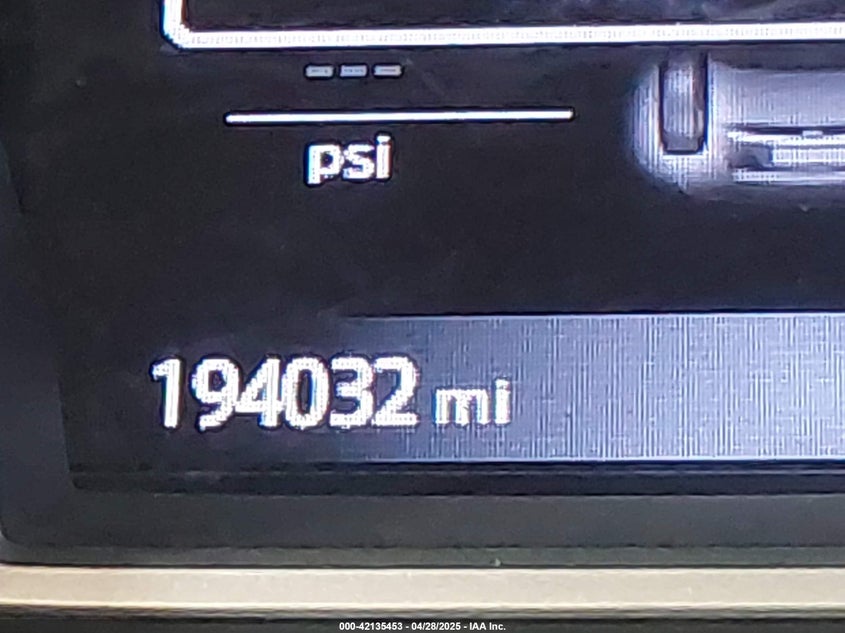 ---
psi
194032 mi
000-42135453 - 04/28/2025 - IAA Inc.